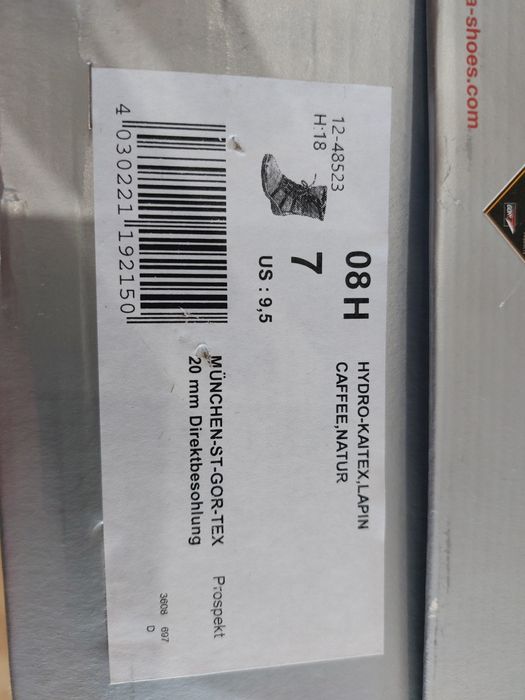 a-shoes.com
12-48523
H:18
08 H
7
US : 9,5
HYDRO-KAITEX,LAPIN
CAFFEE,NATUR
4 030221 192150
MÜNCHEN-ST-GOR-TEX
20 mm Direktbesohlung
Prospekt
3608 697
D